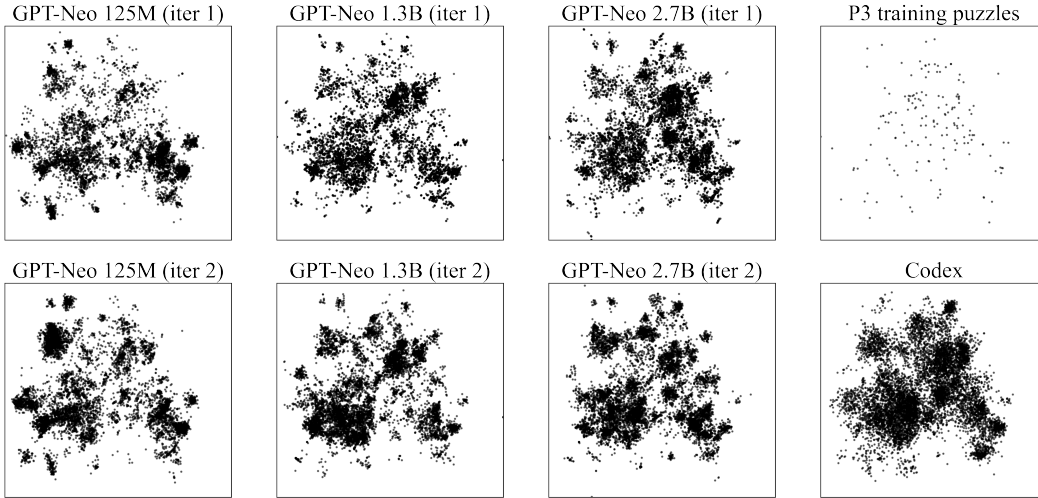 GPT-Neo 125M (iter 1)
GPT-Neo 1.3B (iter 1)
GPT-Neo 2.7B (iter 1)
P3 training puzzles
GPT-Neo 125M (iter 2)
GPT-Neo 1.3B (iter 2)
GPT-Neo 2.7B (iter 2)
Codex